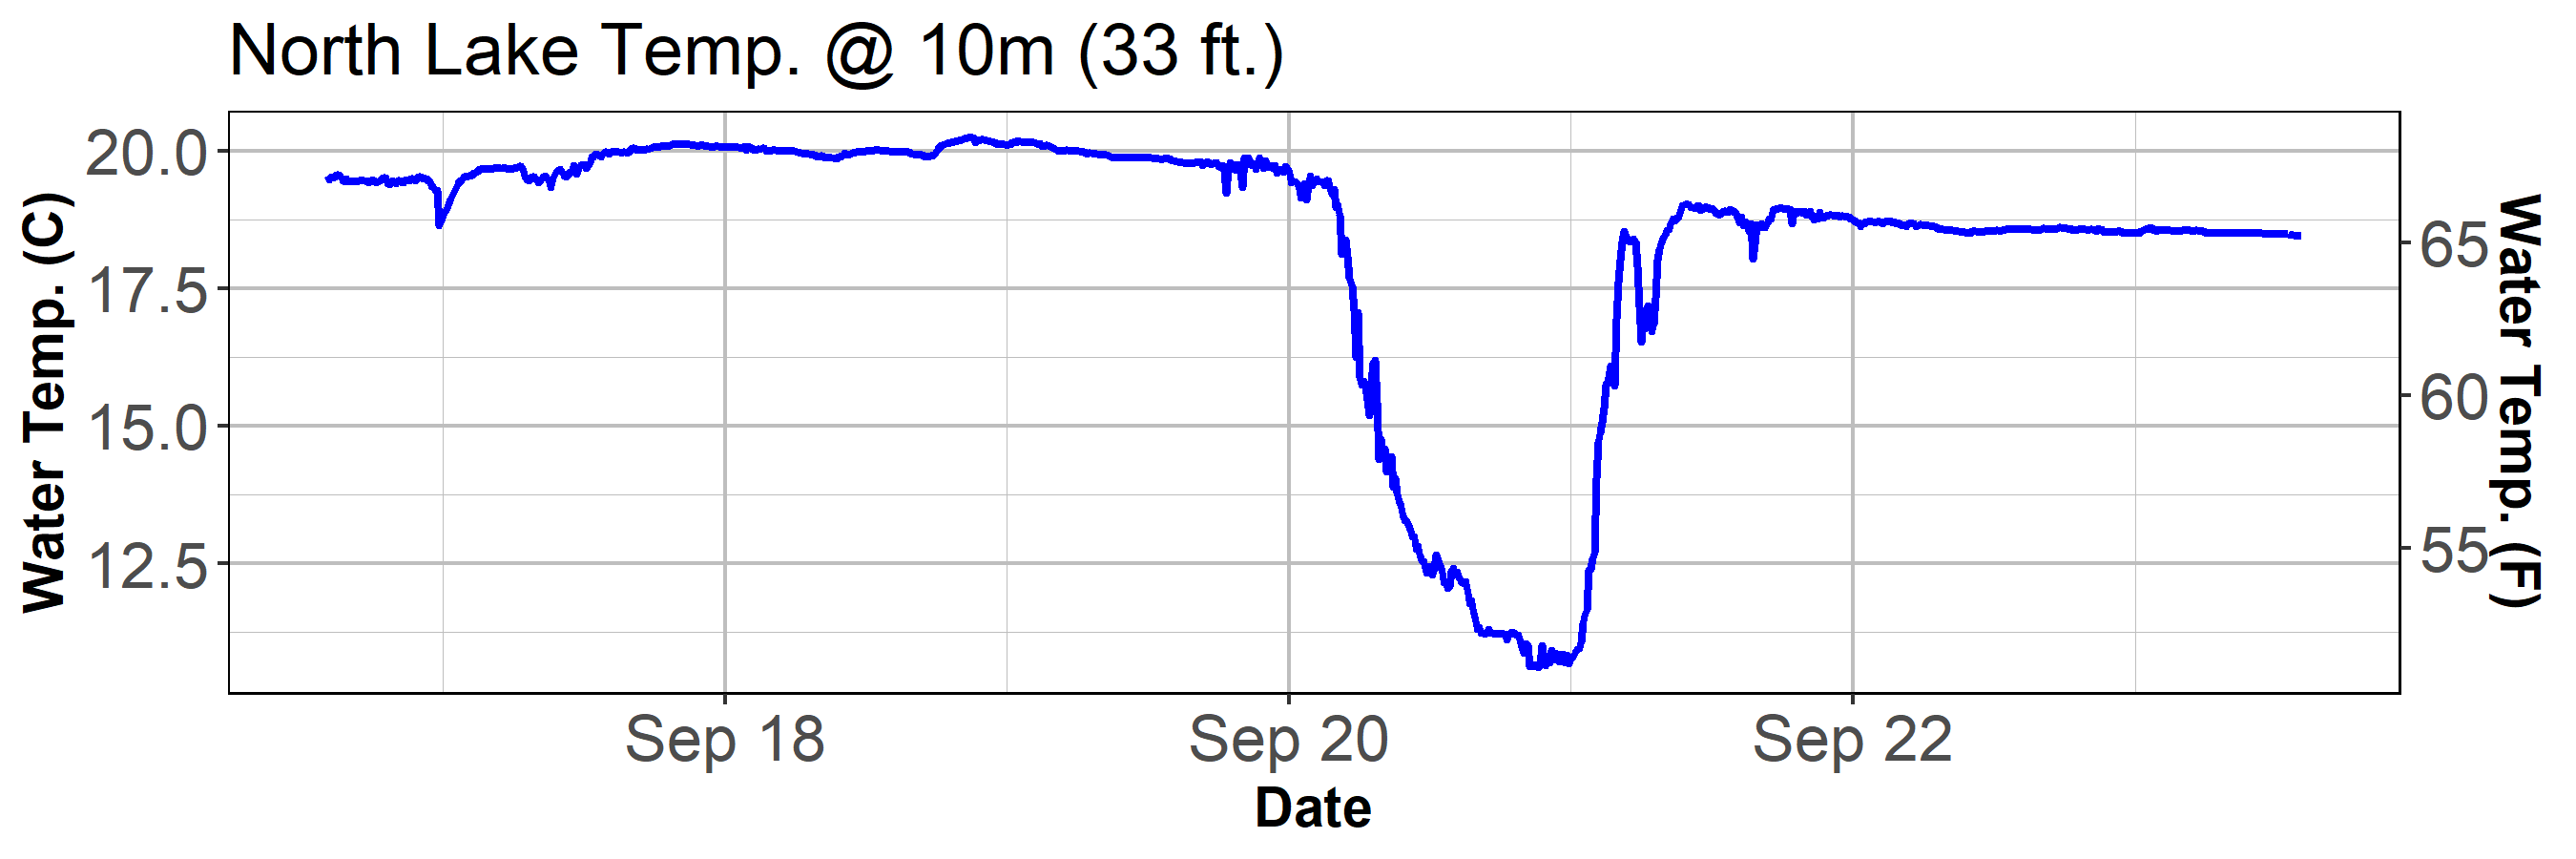 North Lake Temp. @ 10m (33 ft.)
Water Temp. (C)
20.0
17.5
15.0
12.5
65
60
55
Water Temp. (F)
Sep 18
Sep 20
Sep 22
Date